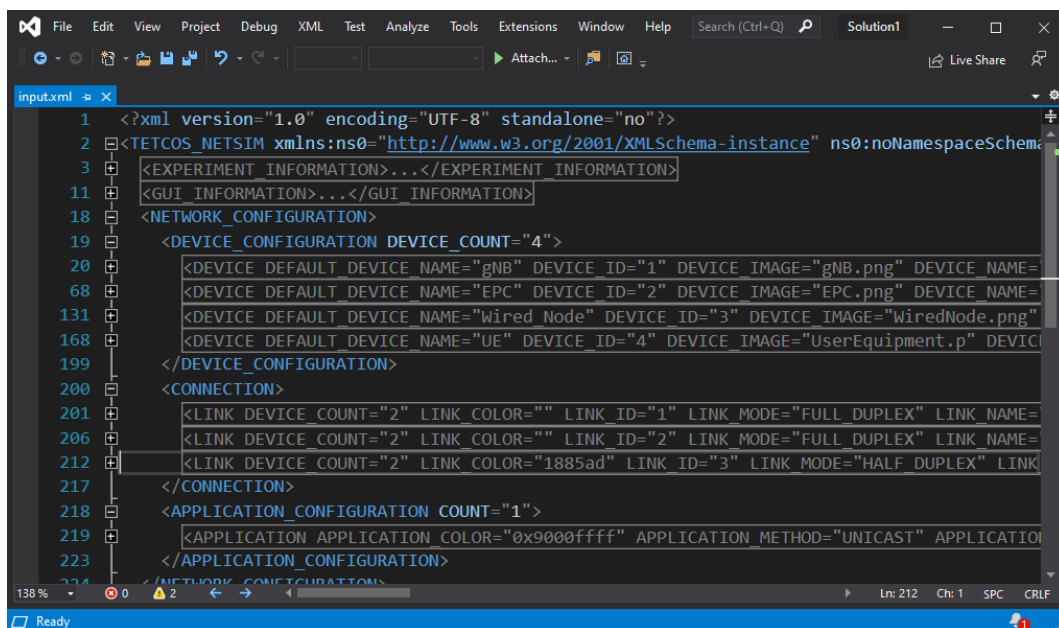 File Edit View Project Debug XML Test Analyze Tools Extensions Window Help Search (Ctrl+Q) Solution1
Attach... Live Share
input.xml
1 <?xml version="1.0" encoding="UTF-8" standalone="no"?>
2 <TETCOS_NETSIM xmlns:ns0="http://www.w3.org/2001/XMLSchema-instance" ns0:noNamespaceSchema
3 <EXPERIMENT_INFORMATION>...</EXPERIMENT_INFORMATION>
11 <GUI_INFORMATION>...</GUI_INFORMATION>
18 <NETWORK_CONFIGURATION>
19 <DEVICE_CONFIGURATION DEVICE_COUNT="4">
20 <DEVICE DEFAULT_DEVICE_NAME="gNB" DEVICE_ID="1" DEVICE_IMAGE="gNB.png" DEVICE_NAME="
68 <DEVICE DEFAULT_DEVICE_NAME="EPC" DEVICE_ID="2" DEVICE_IMAGE="EPC.png" DEVICE_NAME="
131 <DEVICE DEFAULT_DEVICE_NAME="Wired_Node" DEVICE_ID="3" DEVICE_IMAGE="WiredNode.png"
168 <DEVICE DEFAULT_DEVICE_NAME="UE" DEVICE_ID="4" DEVICE_IMAGE="UserEquipment.p" DEVIC
199 </DEVICE_CONFIGURATION>
200 <CONNECTION>
201 <LINK DEVICE_COUNT="2" LINK_COLOR="" LINK_ID="1" LINK_MODE="FULL_DUPLEX" LINK_NAME="
206 <LINK DEVICE_COUNT="2" LINK_COLOR="" LINK_ID="2" LINK_MODE="FULL_DUPLEX" LINK_NAME="
212 <LINK DEVICE_COUNT="2" LINK_COLOR="1885ad" LINK_ID="3" LINK_MODE="HALF_DUPLEX" LINK
217 </CONNECTION>
218 <APPLICATION_CONFIGURATION COUNT="1">
219 <APPLICATION APPLICATION_COLOR="0x9000ffff" APPLICATION_METHOD="UNICAST" APPLICATIO
223 </APPLICATION_CONFIGURATION>
224 </NETWORK_CONFIGURATION>
138 % 0 2 Ln: 212 Ch: 1 SPC CRLF
Ready 1